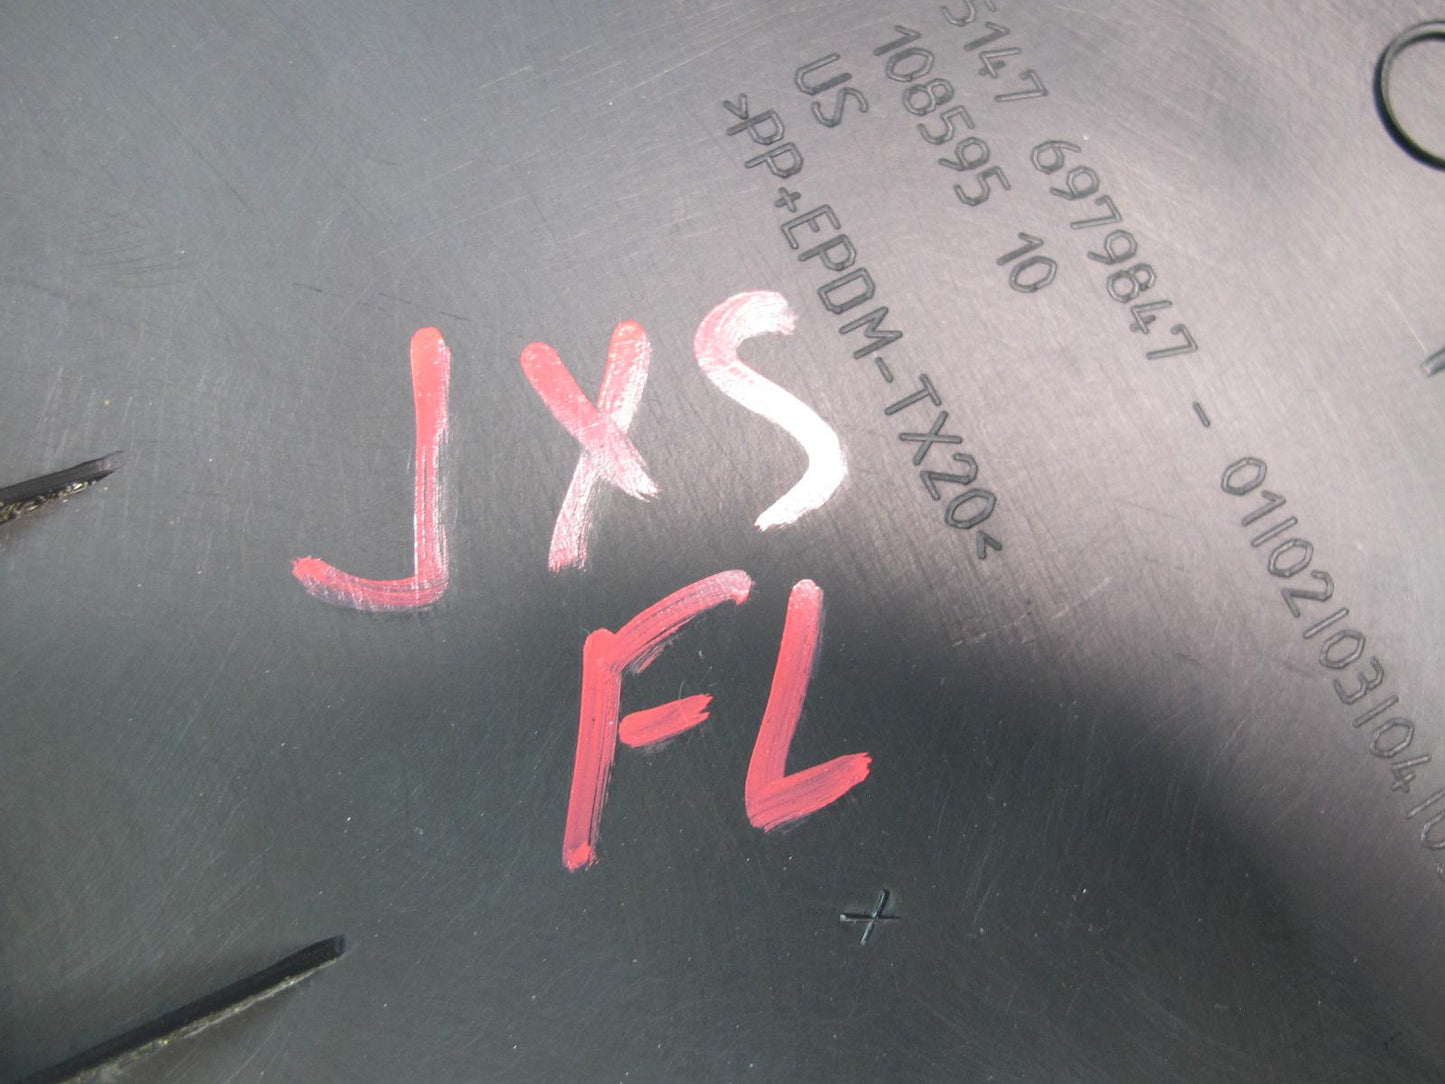 5147 6979847 - 01|02|03|04|
108595 10
US
>PP+EPDM-TX20<
JXS
FL